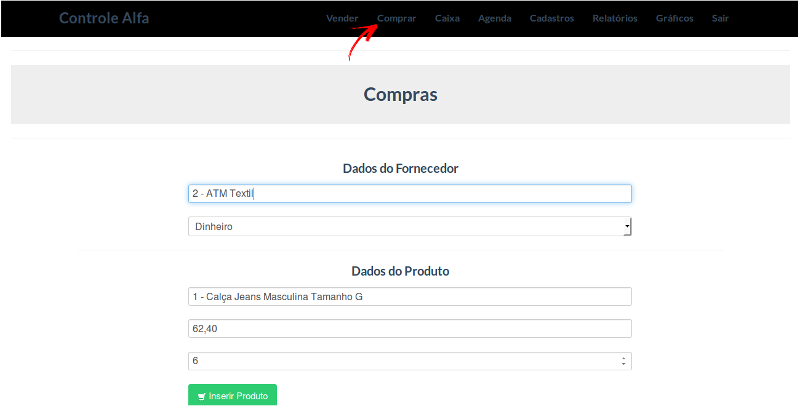 Controle Alfa Vender Comprar Caixa Agenda Cadastros Relatórios Gráficos Sair
Compras
Dados do Fornecedor
2 - ATM Textil
Dinheiro
Dados do Produto
1 - Calça Jeans Masculina Tamanho G
62,40
6
Inserir Produto